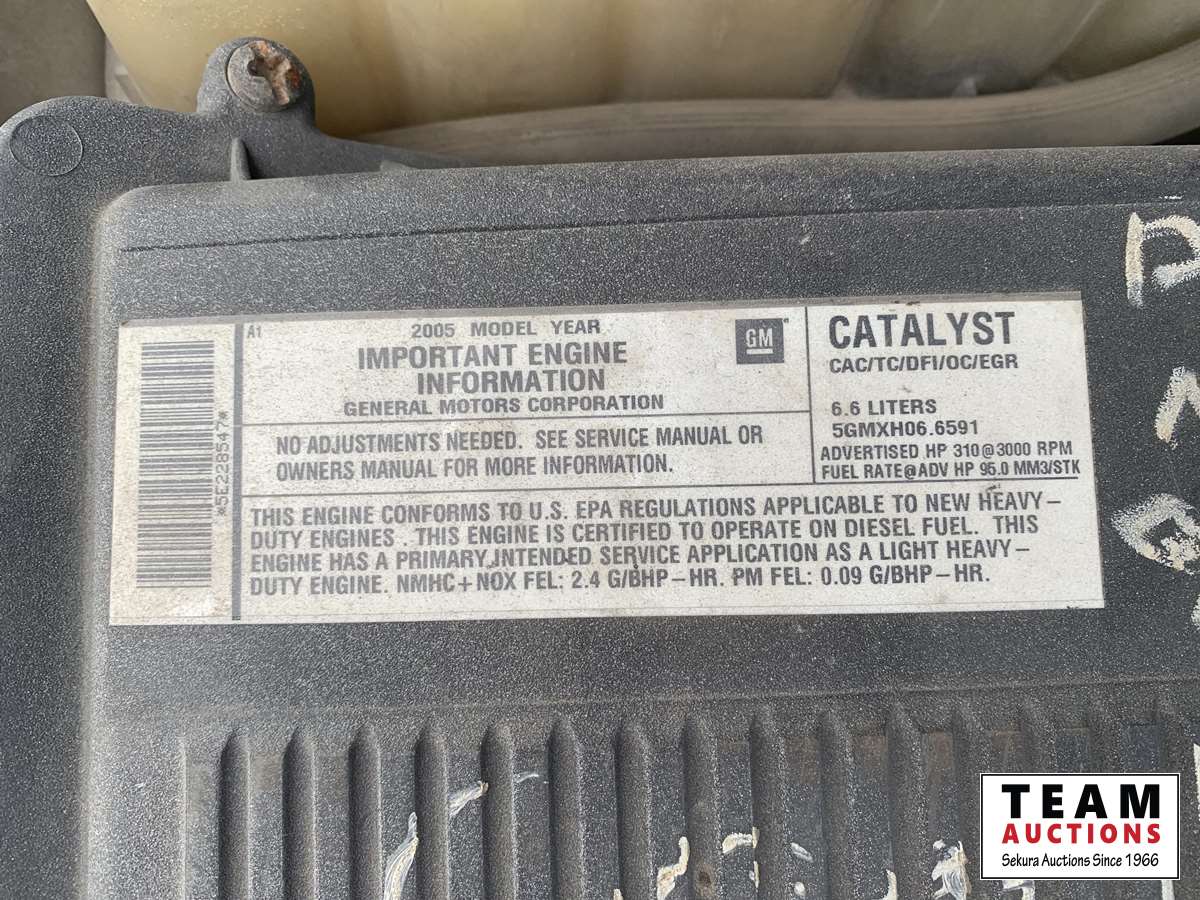 *5E228547*
A1
2005 MODEL YEAR
IMPORTANT ENGINE
INFORMATION
GENERAL MOTORS CORPORATION
GM
NO ADJUSTMENTS NEEDED. SEE SERVICE MANUAL OR
OWNERS MANUAL FOR MORE INFORMATION.
CATALYST
CAC/TC/DFI/OC/EGR
6.6 LITERS
5GMXH06.6591
ADVERTISED HP 310@3000 RPM
FUEL RATE@ADV HP 95.0 MM3/STK
THIS ENGINE CONFORMS TO U.S. EPA REGULATIONS APPLICABLE TO NEW HEAVY-
DUTY ENGINES . THIS ENGINE IS CERTIFIED TO OPERATE ON DIESEL FUEL. THIS
ENGINE HAS A PRIMARY INTENDED SERVICE APPLICATION AS A LIGHT HEAVY-
DUTY ENGINE. NMHC+NOX FEL: 2.4 G/BHP-HR. PM FEL: 0.09 G/BHP-HR.
TEAM
AUCTIONS
Sekura Auctions Since 1966